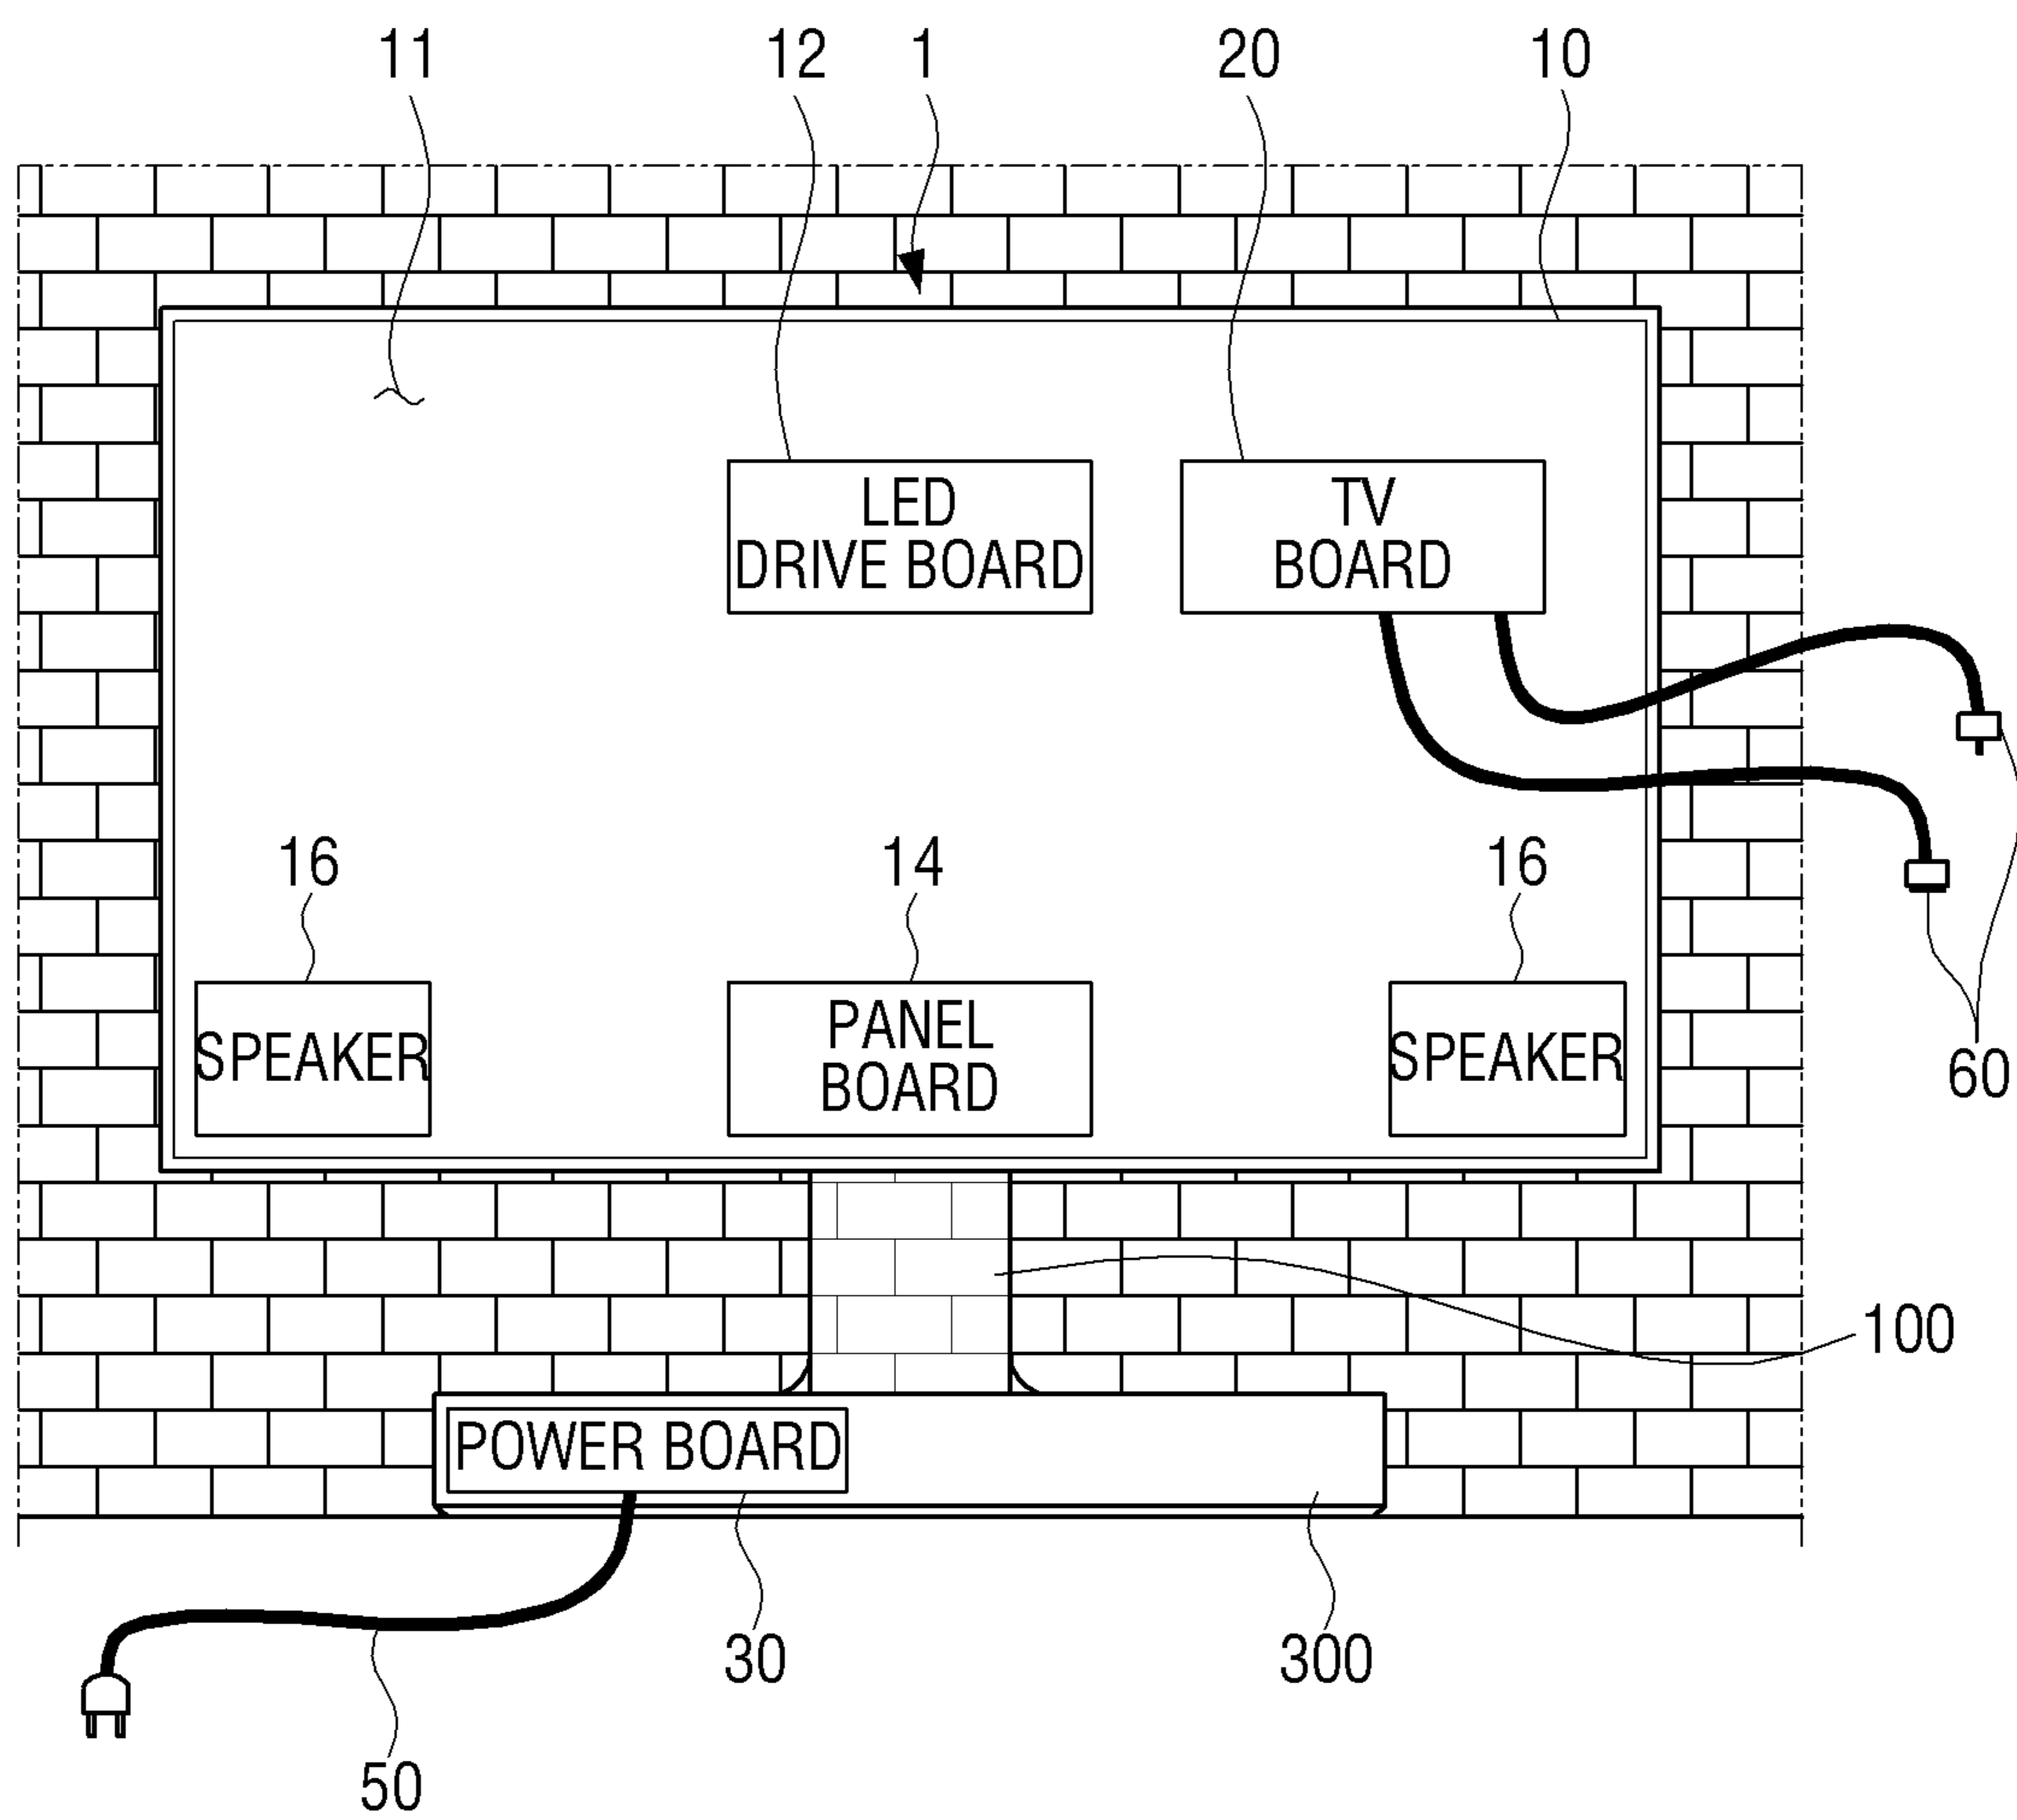 11 12 1 20 10
LED
DRIVE BOARD
TV
BOARD
16 14 16
SPEAKER
PANEL
BOARD
SPEAKER
60
100
POWER BOARD
30 300
50